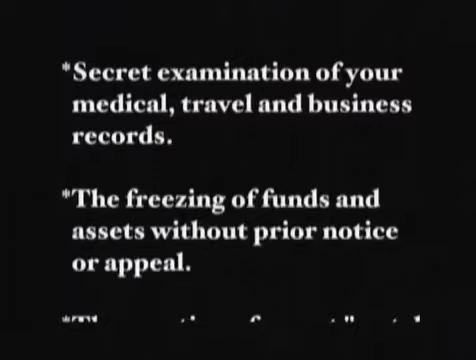 *Secret examination of your
medical, travel and business
records.
*The freezing of funds and
assets without prior notice
or appeal.